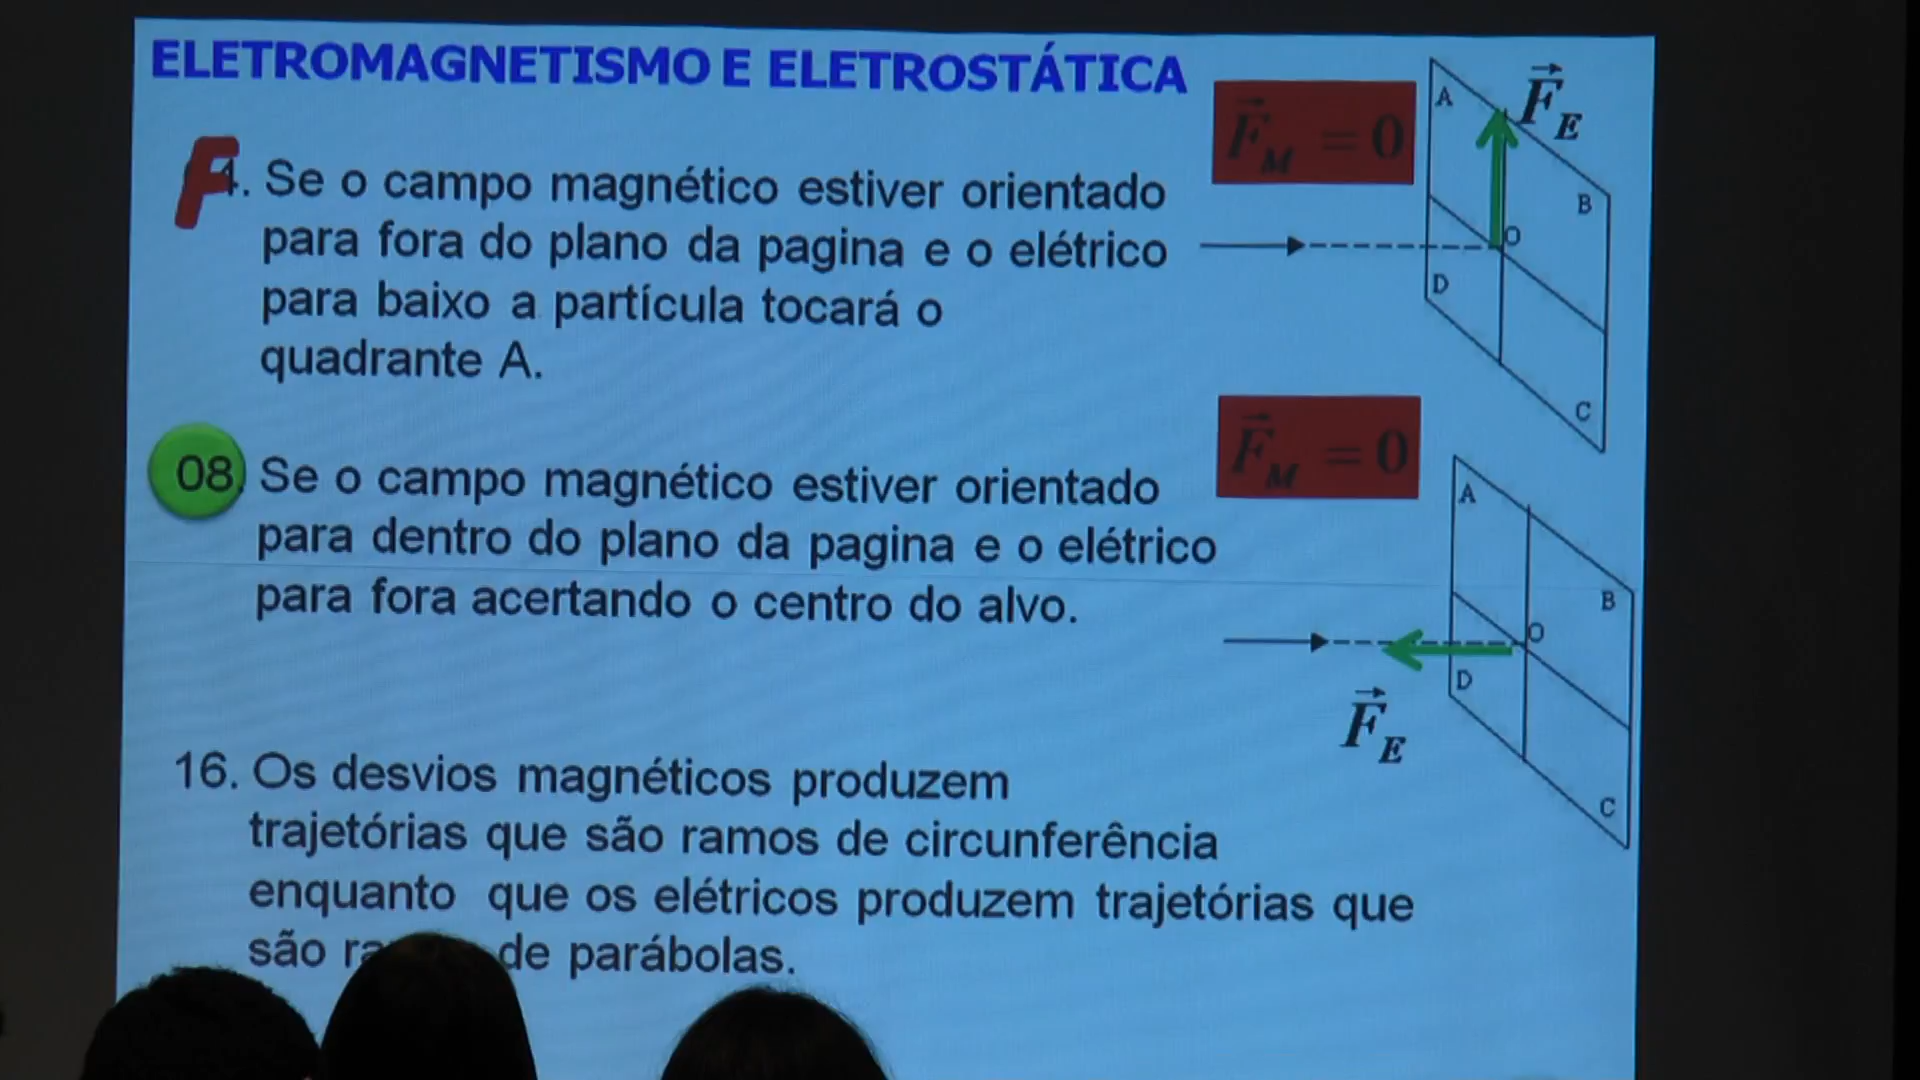 ELETROMAGNETISMO E ELETROSTÁTICA
F
4. Se o campo magnético estiver orientado
para fora do plano da pagina e o elétrico
para baixo a partícula tocará o
quadrante A.
F_M = 0
A
F_E
B
O
D
C
08. Se o campo magnético estiver orientado
para dentro do plano da pagina e o elétrico
para fora acertando o centro do alvo.
F_M = 0
A
B
O
D
F_E
C
16. Os desvios magnéticos produzem
trajetórias que são ramos de circunferência
enquanto que os elétricos produzem trajetórias que
são de parábolas.